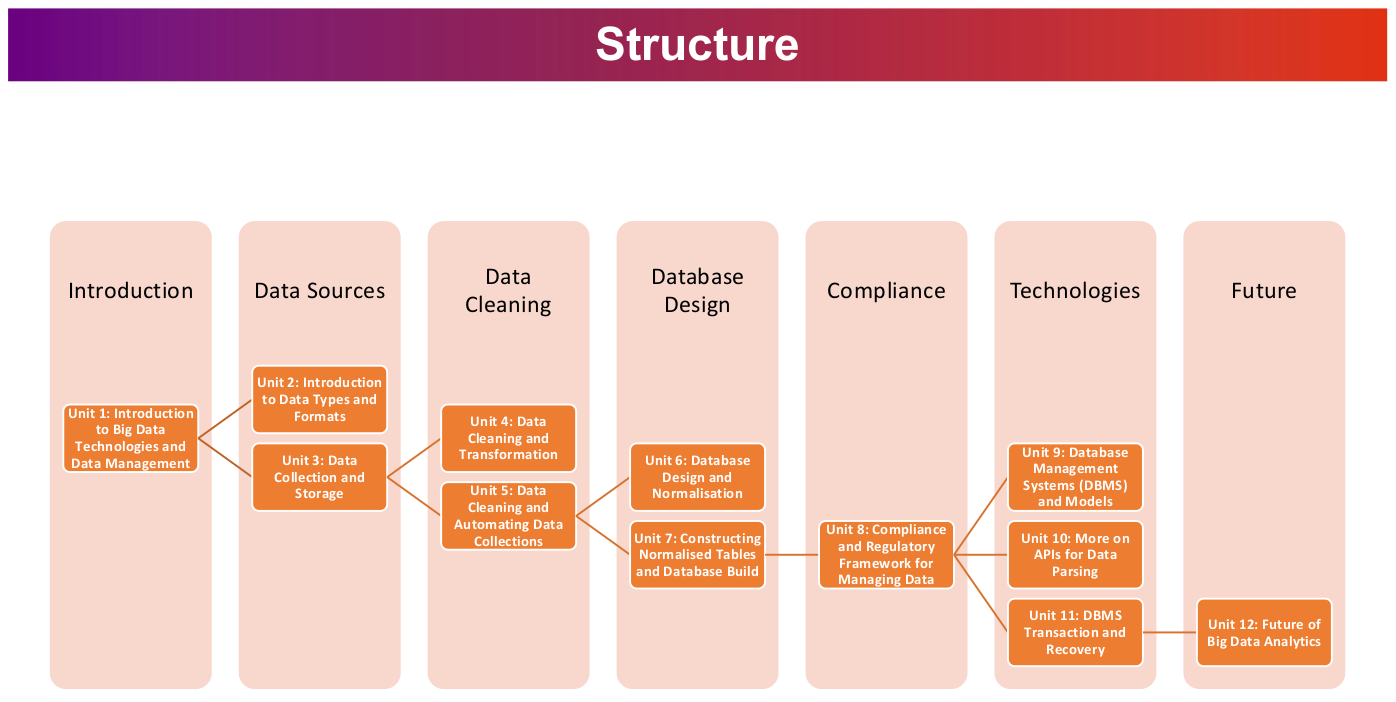 Structure
Introduction
Unit 1: Introduction
to Big Data
Technologies and
Data Management
Data Sources
Unit 2: Introduction
to Data Types and
Formats
Unit 3: Data
Collection and
Storage
Data
Cleaning
Unit 4: Data
Cleaning and
Transformation
Unit 5: Data
Cleaning and
Automating Data
Collections
Database
Design
Unit 6: Database
Design and
Normalisation
Unit 7: Constructing
Normalised Tables
and Database Build
Compliance
Unit 8: Compliance
and Regulatory
Framework for
Managing Data
Technologies
Unit 9: Database
Management
Systems (DBMS)
and Models
Unit 10: More on
APIs for Data
Parsing
Unit 11: DBMS
Transaction and
Recovery
Future
Unit 12: Future of
Big Data Analytics